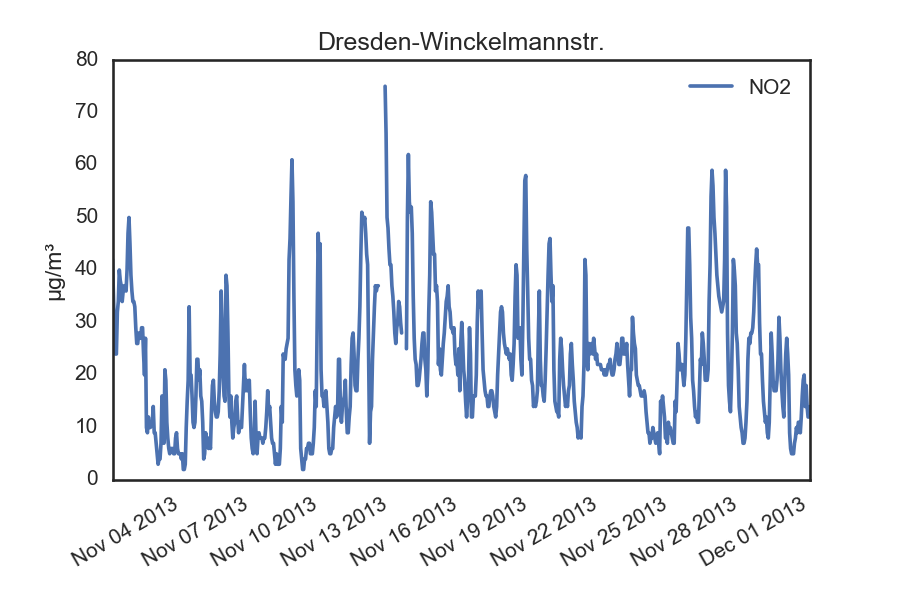 Dresden-Winckelmannstr.
NO2
µg/m³
80
70
60
50
40
30
20
10
0
Nov 04 2013
Nov 07 2013
Nov 10 2013
Nov 13 2013
Nov 16 2013
Nov 19 2013
Nov 22 2013
Nov 25 2013
Nov 28 2013
Dec 01 2013